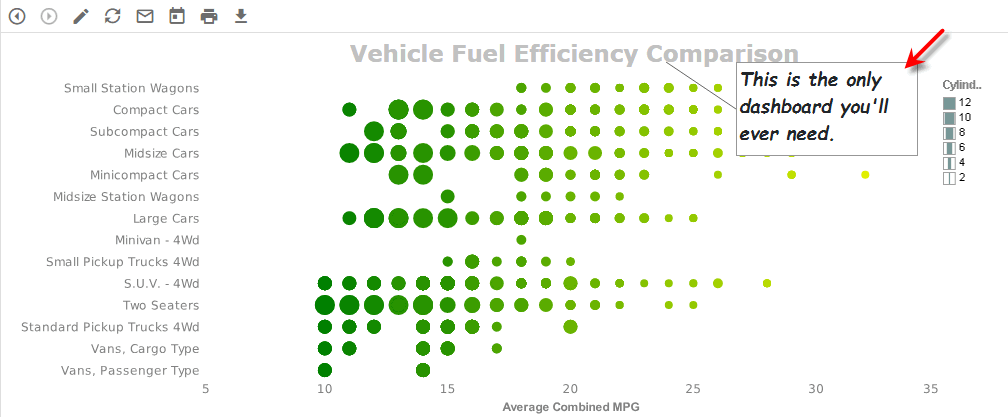 Vehicle Fuel Efficiency Comparison
This is the only
dashboard you'll
ever need.
Cylind..
12
10
8
6
4
2
Small Station Wagons
Compact Cars
Subcompact Cars
Midsize Cars
Minicompact Cars
Midsize Station Wagons
Large Cars
Minivan - 4Wd
Small Pickup Trucks 4Wd
S.U.V. - 4Wd
Two Seaters
Standard Pickup Trucks 4Wd
Vans, Cargo Type
Vans, Passenger Type
5 10 15 20 25 30 35
Average Combined MPG